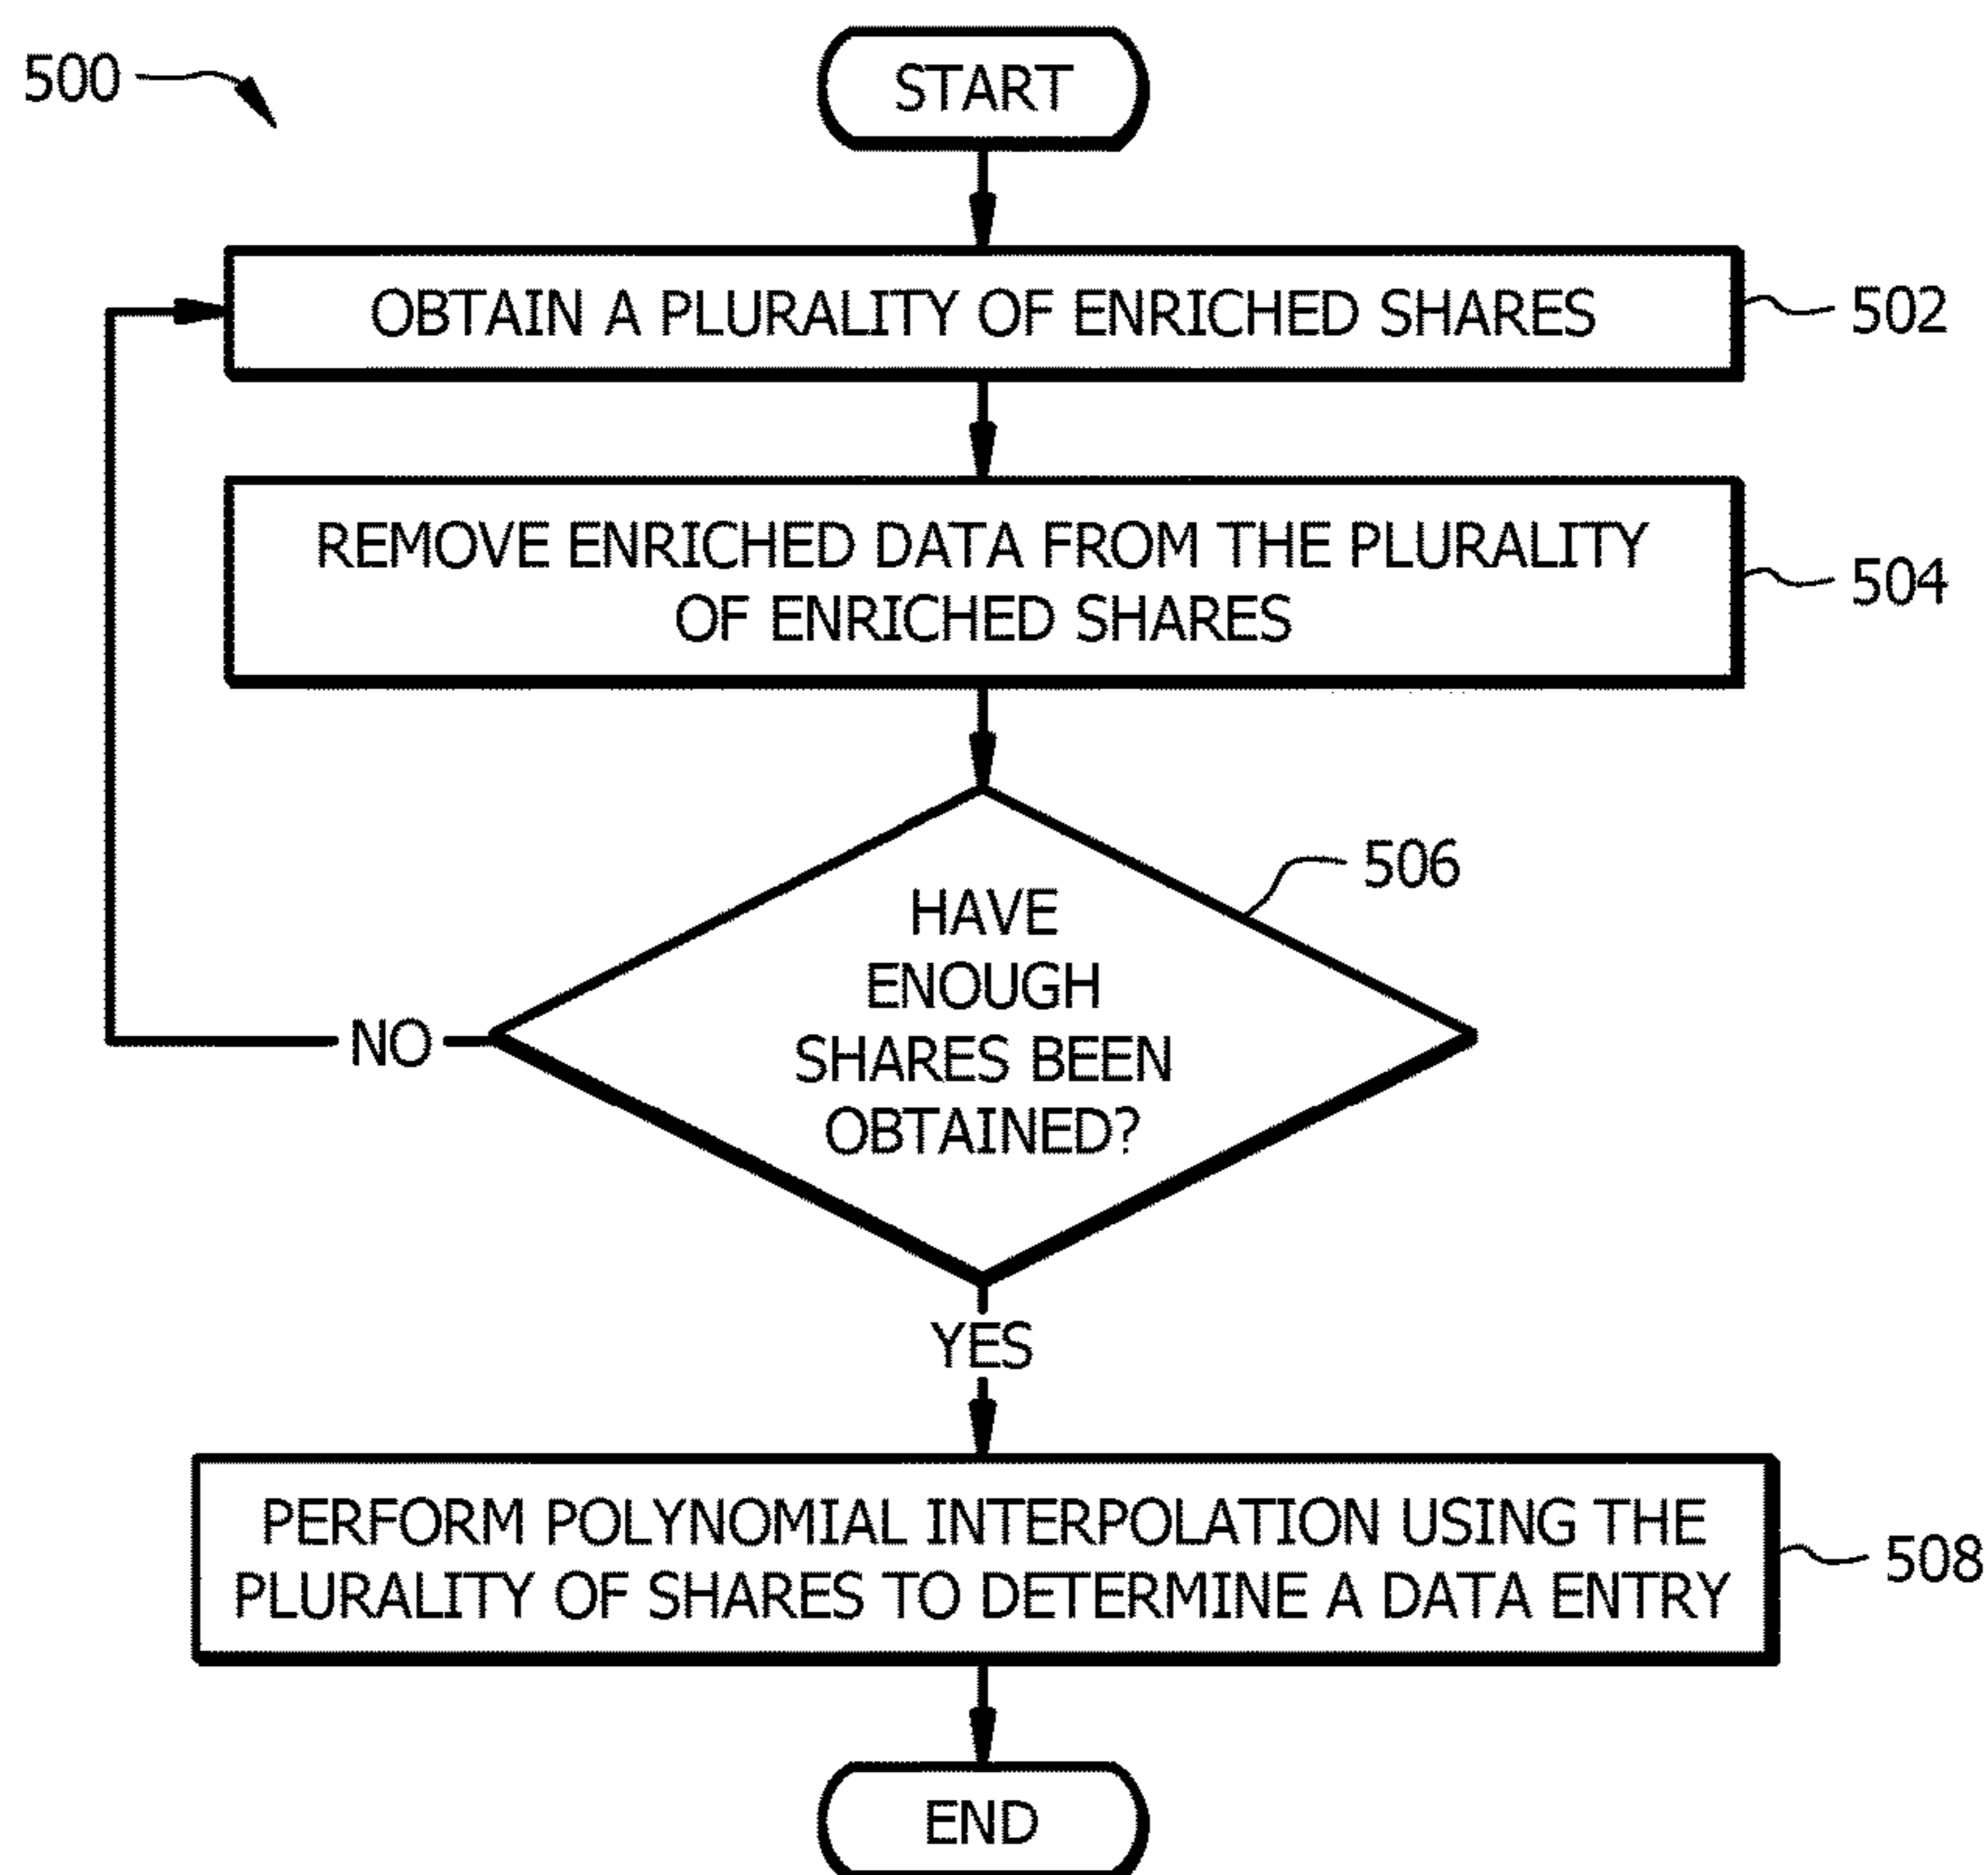 500
START
OBTAIN A PLURALITY OF ENRICHED SHARES
502
REMOVE ENRICHED DATA FROM THE PLURALITY
OF ENRICHED SHARES
504
506
HAVE
ENOUGH
SHARES BEEN
OBTAINED?
NO
YES
PERFORM POLYNOMIAL INTERPOLATION USING THE
PLURALITY OF SHARES TO DETERMINE A DATA ENTRY
508
END